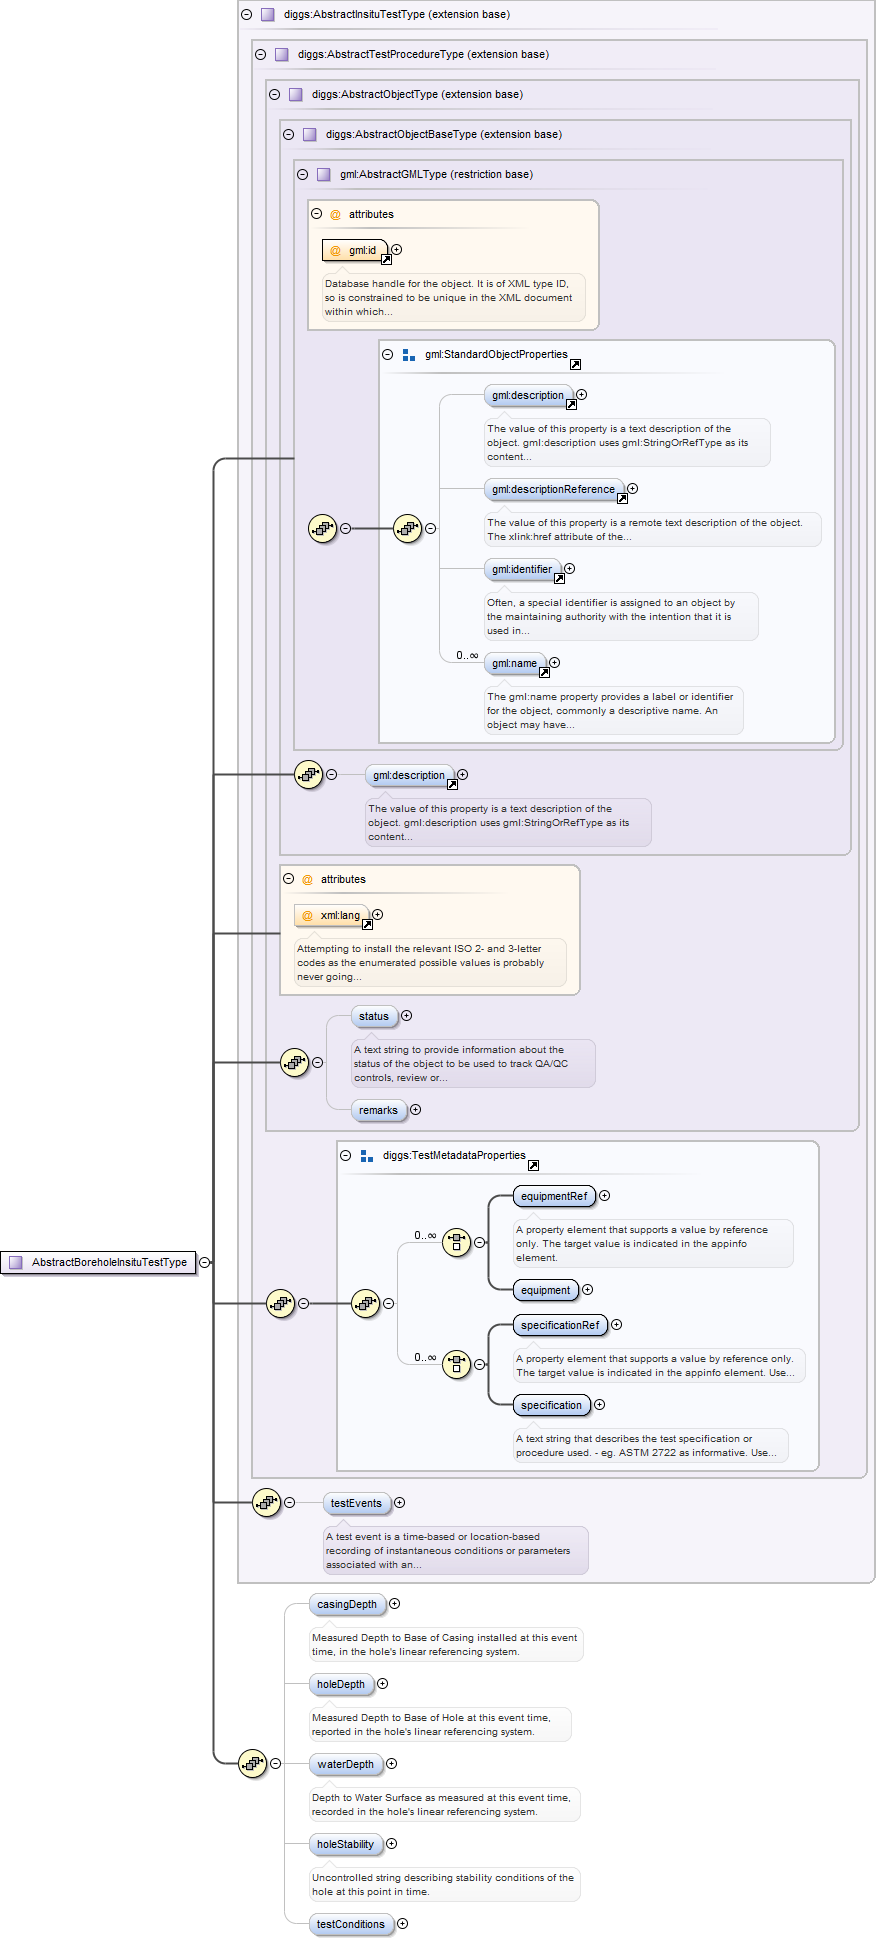 diggs:AbstractInsituTestType (extension base)
diggs:AbstractTestProcedureType (extension base)
diggs:AbstractObjectType (extension base)
diggs:AbstractObjectBaseType (extension base)
gml:AbstractGMLType (restriction base)
@ attributes
@ gml:id
Database handle for the object. It is of XML type ID,
so is constrained to be unique in the XML document
within which...
gml:StandardObjectProperties
gml:description
The value of this property is a text description of the
object. gml:description uses gml:StringOrRefType as its
content...
gml:descriptionReference
The value of this property is a remote text description of the object.
The xlink:href attribute of the...
gml:identifier
Often, a special identifier is assigned to an object by
the maintaining authority with the intention that it is
used in...
0..∞
gml:name
The gml:name property provides a label or identifier
for the object, commonly a descriptive name. An
object may have...
gml:description
The value of this property is a text description of the
object. gml:description uses gml:StringOrRefType as its
content...
@ attributes
@ xml:lang
Attempting to install the relevant ISO 2- and 3-letter
codes as the enumerated possible values is probably
never going...
status
A text string to provide information about the
status of the object to be used to track QA/QC
controls, review or...
remarks
diggs:TestMetadataProperties
equipmentRef
0..∞
A property element that supports a value by reference
only. The target value is indicated in the appinfo
element.
AbstractBoreholeInsituTestType
equipment
specificationRef
0..∞
A property element that supports a value by reference only.
The target value is indicated in the appinfo element. Use...
specification
A text string that describes the test specification or
procedure used. - eg. ASTM 2722 as informative. Use...
testEvents
A test event is a time-based or location-based
recording of instantaneous conditions or parameters
associated with an...
casingDepth
Measured Depth to Base of Casing installed at this event
time, in the hole's linear referencing system.
holeDepth
Measured Depth to Base of Hole at this event time,
reported in the hole's linear referencing system.
waterDepth
Depth to Water Surface as measured at this event time,
recorded in the hole's linear referencing system.
holeStability
Uncontrolled string describing stability conditions of the
hole at this point in time.
testConditions